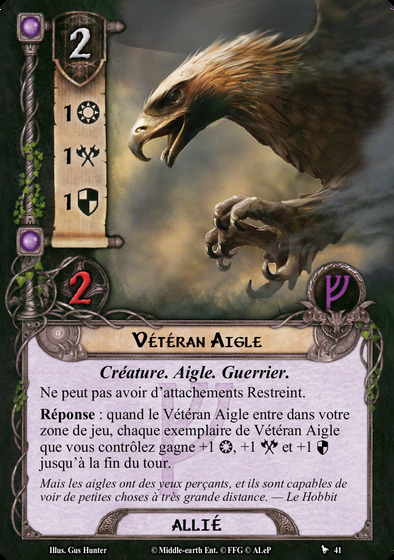 2
1
1
1
2
Vétéran Aigle
Créature. Aigle. Guerrier.
Ne peut pas avoir d'attachements Restreint.
Réponse : quand le Vétéran Aigle entre dans votre
zone de jeu, chaque exemplaire de Vétéran Aigle
que vous contrôlez gagne +1 , +1 et +1
jusqu'à la fin du tour.
Mais les aigles ont des yeux perçants, et ils sont capables de
voir de petites choses à très grande distance. — Le Hobbit
ALLIÉ
Illus. Gus Hunter © Middle-earth Ent. © FFG © ALeP 41